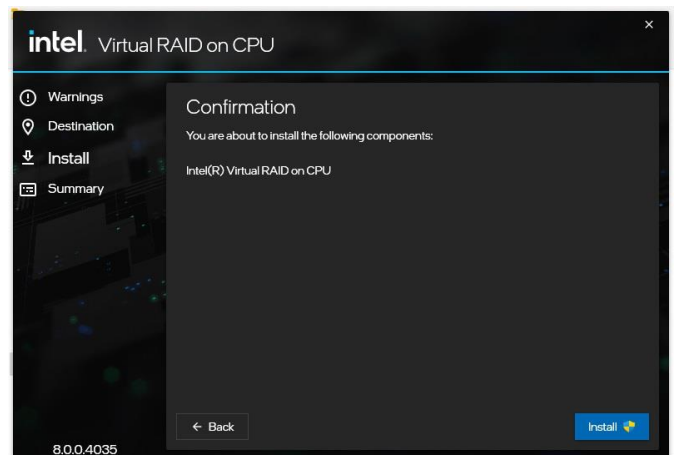 intel. Virtual RAID on CPU
Warnings
Destination
Install
Summary
Confirmation
You are about to install the following components:
Intel(R) Virtual RAID on CPU
Back
Install
8.0.0.4035